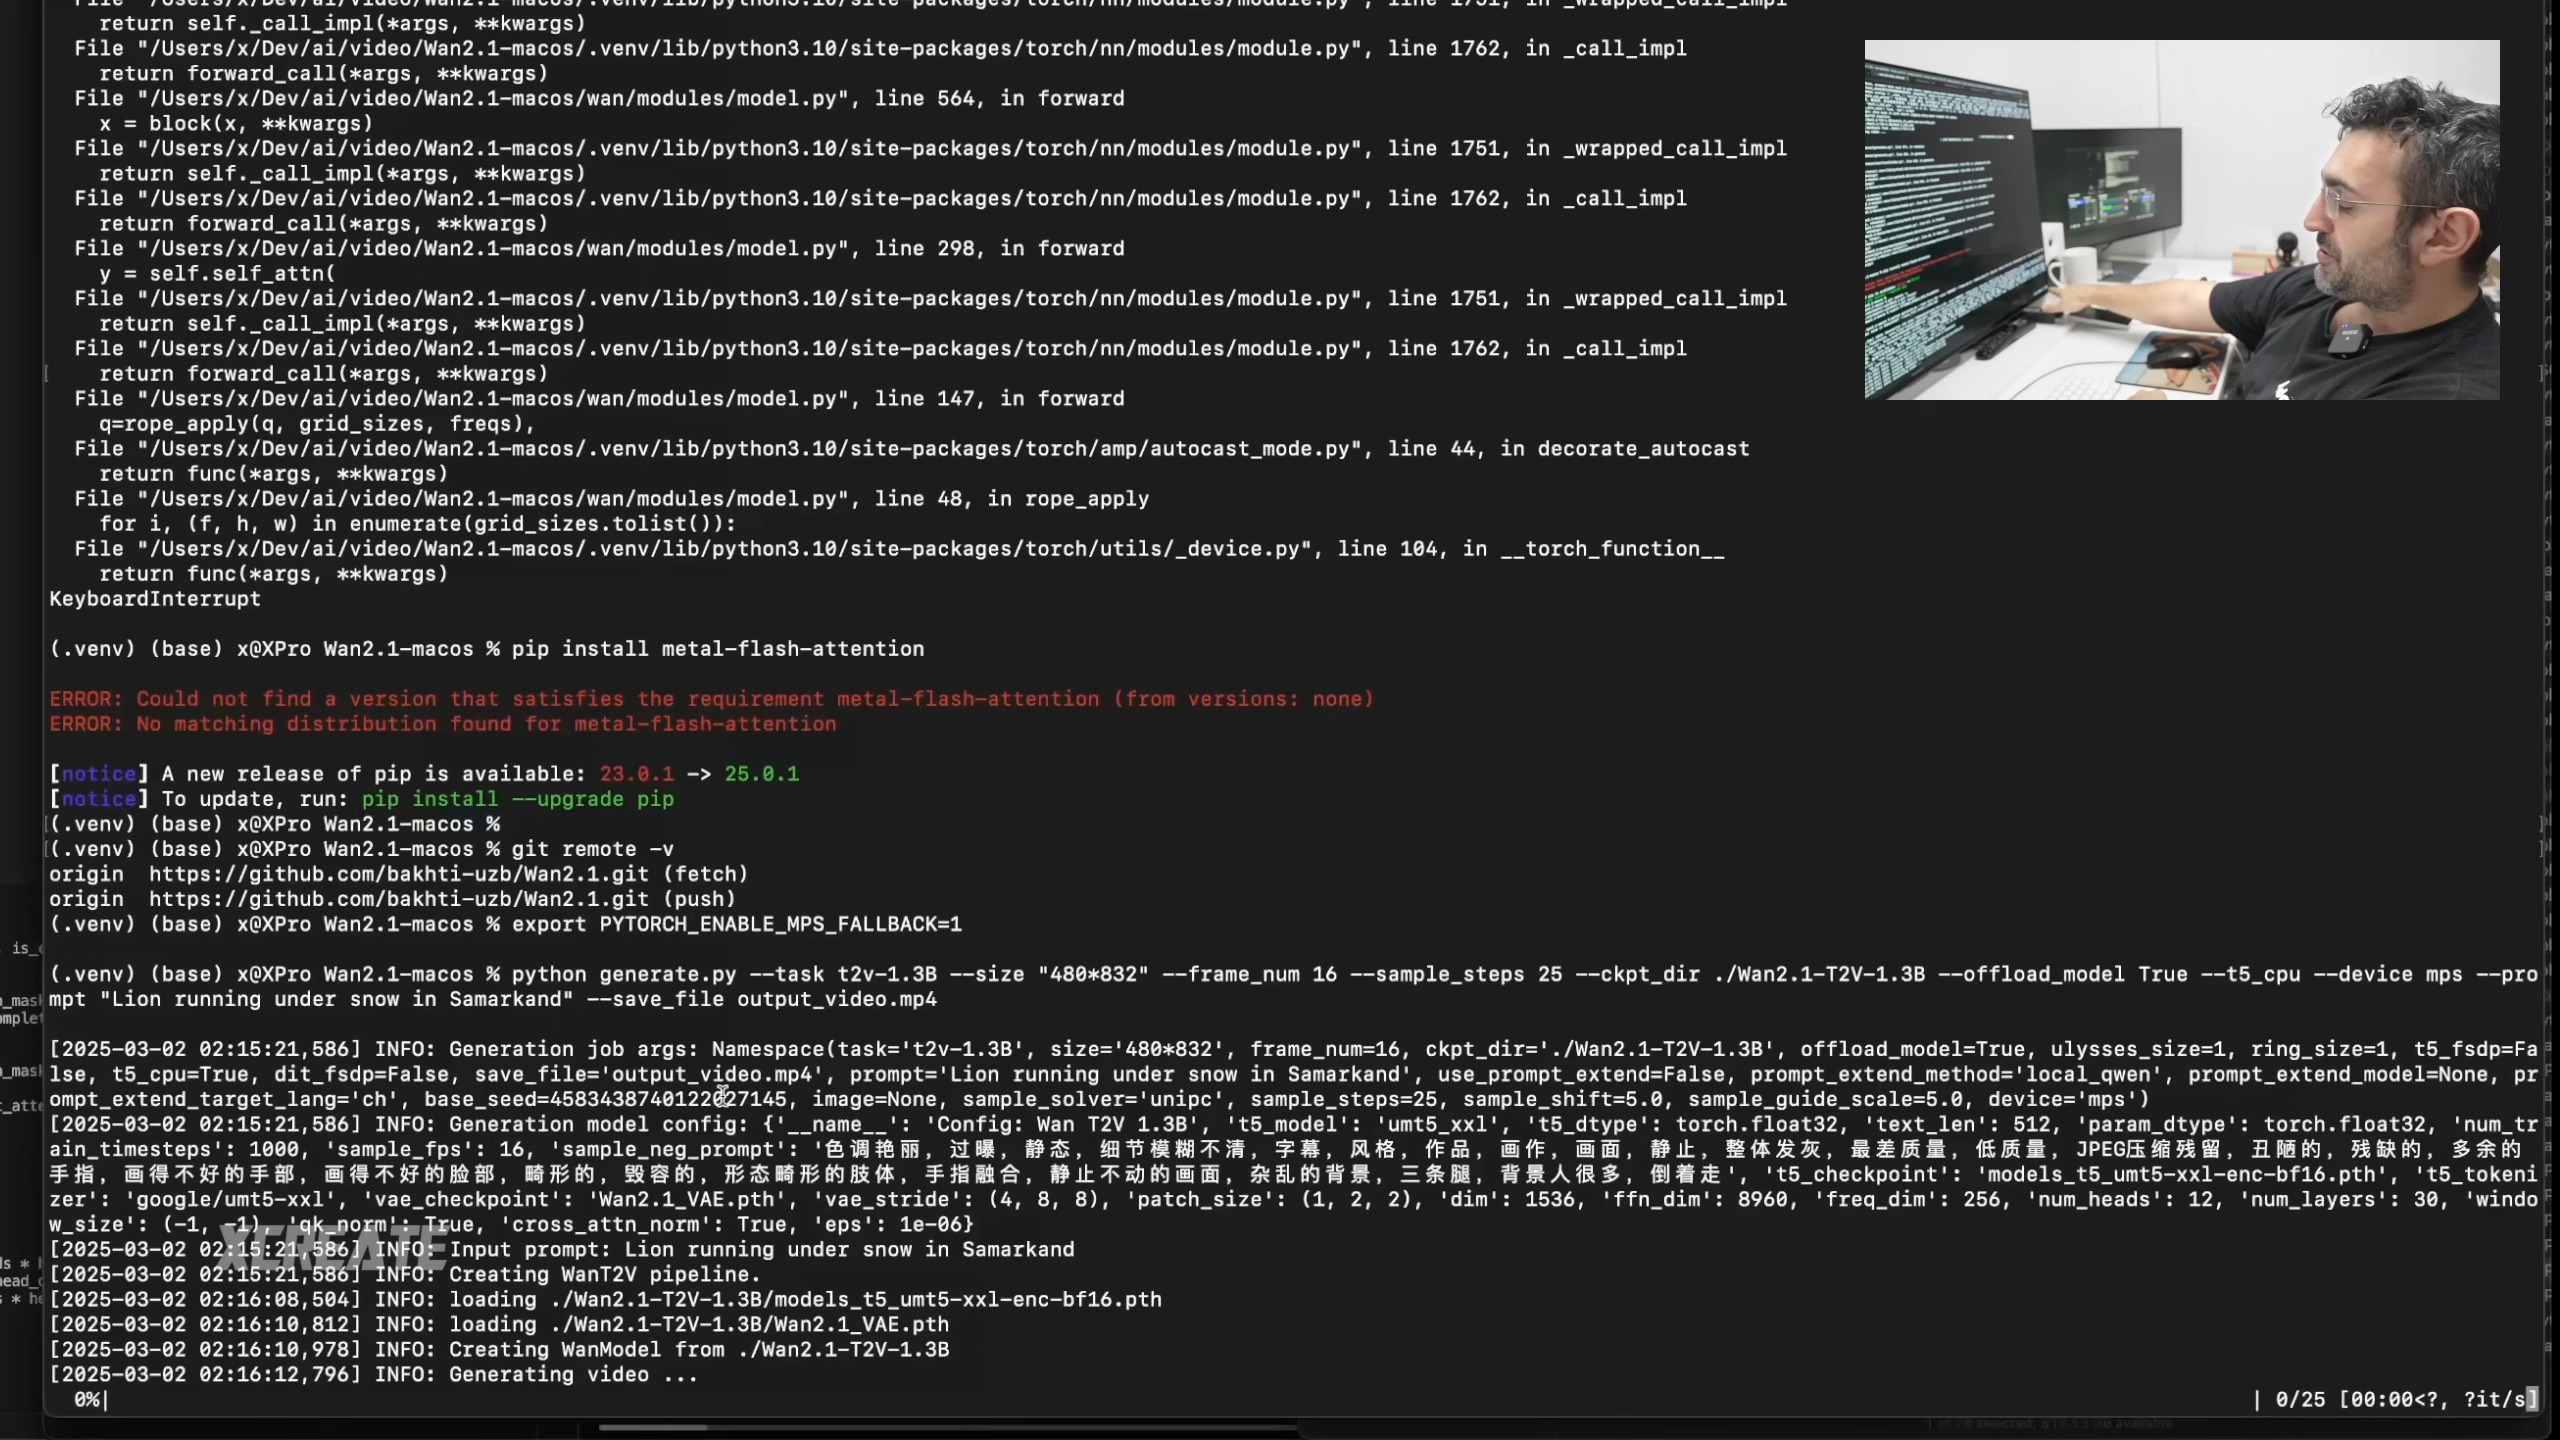 File "/Users/x/Dev/ai/video/Wan2.1-macos/.venv/lib/python3.10/site-packages/torch/nn/modules/module.py", line 1751, in _wrapped_call_impl
return self._call_impl(*args, **kwargs)
File "/Users/x/Dev/ai/video/Wan2.1-macos/.venv/lib/python3.10/site-packages/torch/nn/modules/module.py", line 1762, in _call_impl
return forward_call(*args, **kwargs)
File "/Users/x/Dev/ai/video/Wan2.1-macos/wan/modules/model.py", line 564, in forward
x = block(x, **kwargs)
File "/Users/x/Dev/ai/video/Wan2.1-macos/.venv/lib/python3.10/site-packages/torch/nn/modules/module.py", line 1751, in _wrapped_call_impl
return self._call_impl(*args, **kwargs)
File "/Users/x/Dev/ai/video/Wan2.1-macos/.venv/lib/python3.10/site-packages/torch/nn/modules/module.py", line 1762, in _call_impl
return forward_call(*args, **kwargs)
File "/Users/x/Dev/ai/video/Wan2.1-macos/wan/modules/model.py", line 298, in forward
y = self.self_attn(
File "/Users/x/Dev/ai/video/Wan2.1-macos/.venv/lib/python3.10/site-packages/torch/nn/modules/module.py", line 1751, in _wrapped_call_impl
return self._call_impl(*args, **kwargs)
File "/Users/x/Dev/ai/video/Wan2.1-macos/.venv/lib/python3.10/site-packages/torch/nn/modules/module.py", line 1762, in _call_impl
return forward_call(*args, **kwargs)
File "/Users/x/Dev/ai/video/Wan2.1-macos/wan/modules/model.py", line 147, in forward
q=rope_apply(q, grid_sizes, freqs),
File "/Users/x/Dev/ai/video/Wan2.1-macos/.venv/lib/python3.10/site-packages/torch/amp/autocast_mode.py", line 44, in decorate_autocast
return func(*args, **kwargs)
File "/Users/x/Dev/ai/video/Wan2.1-macos/wan/modules/model.py", line 48, in rope_apply
for i, (f, h, w) in enumerate(grid_sizes.tolist()):
File "/Users/x/Dev/ai/video/Wan2.1-macos/.venv/lib/python3.10/site-packages/torch/utils/_device.py", line 104, in __torch_function__
return func(*args, **kwargs)
KeyboardInterrupt
(.venv) (base) x@XPro Wan2.1-macos % pip install metal-flash-attention
ERROR: Could not find a version that satisfies the requirement metal-flash-attention (from versions: none)
ERROR: No matching distribution found for metal-flash-attention
[notice] A new release of pip is available: 23.0.1 -> 25.0.1
[notice] To update, run: pip install --upgrade pip
(.venv) (base) x@XPro Wan2.1-macos %
(.venv) (base) x@XPro Wan2.1-macos % git remote -v
origin https://github.com/bakhti-uzb/Wan2.1.git (fetch)
origin https://github.com/bakhti-uzb/Wan2.1.git (push)
(.venv) (base) x@XPro Wan2.1-macos % export PYTORCH_ENABLE_MPS_FALLBACK=1
(.venv) (base) x@XPro Wan2.1-macos % python generate.py --task t2v-1.3B --size "480*832" --frame_num 16 --sample_steps 25 --ckpt_dir ./Wan2.1-T2V-1.3B --offload_model True --t5_cpu --device mps --pro
mpt "Lion running under snow in Samarkand" --save_file output_video.mp4
[2025-03-02 02:15:21,586] INFO: Generation job args: Namespace(task='t2v-1.3B', size='480*832', frame_num=16, ckpt_dir='./Wan2.1-T2V-1.3B', offload_model=True, ulysses_size=1, ring_size=1, t5_fsdp=Fa
lse, t5_cpu=True, dit_fsdp=False, save_file='output_video.mp4', prompt='Lion running under snow in Samarkand', use_prompt_extend=False, prompt_extend_method='local_qwen', prompt_extend_model=None, pr
ompt_extend_target_lang='ch', base_seed=4583438740122027145, image=None, sample_solver='unipc', sample_steps=25, sample_shift=5.0, sample_guide_scale=5.0, device='mps')
[2025-03-02 02:15:21,586] INFO: Generation model config: {'__name__': 'Config: Wan T2V 1.3B', 't5_model': 'umt5_xxl', 't5_dtype': torch.float32, 'text_len': 512, 'param_dtype': torch.float32, 'num_tr
ain_timesteps': 1000, 'sample_fps': 16, 'sample_neg_prompt': '色调艳丽，过曝，静态，细节模糊不清，字幕，风格，作品，画作，画面，静止，整体发灰，最差质量，低质量，JPEG压缩残留，丑陋的，残缺的，多余的
手指，画得不好的手部，画得不好的脸部，畸形的，毁容的，形态畸形的肢体，手指融合，静止不动的画面，杂乱的背景，三条腿，背景人很多，倒着走', 't5_checkpoint': 'models_t5_umt5-xxl-enc-bf16.pth', 't5_tokeni
zer': 'google/umt5-xxl', 'vae_checkpoint': 'Wan2.1_VAE.pth', 'vae_stride': (4, 8, 8), 'patch_size': (1, 2, 2), 'dim': 1536, 'ffn_dim': 8960, 'freq_dim': 256, 'num_heads': 12, 'num_layers': 30, 'windo
w_size': (-1, -1), 'qk_norm': True, 'cross_attn_norm': True, 'eps': 1e-06}
[2025-03-02 02:15:21,586] INFO: Input prompt: Lion running under snow in Samarkand
XCREATE
[2025-03-02 02:15:21,586] INFO: Creating WanT2V pipeline.
[2025-03-02 02:16:08,504] INFO: loading ./Wan2.1-T2V-1.3B/models_t5_umt5-xxl-enc-bf16.pth
[2025-03-02 02:16:10,812] INFO: loading ./Wan2.1-T2V-1.3B/Wan2.1_VAE.pth
[2025-03-02 02:16:10,978] INFO: Creating WanModel from ./Wan2.1-T2V-1.3B
[2025-03-02 02:16:12,796] INFO: Generating video ...
0%| | 0/25 [00:00<?, ?it/s]